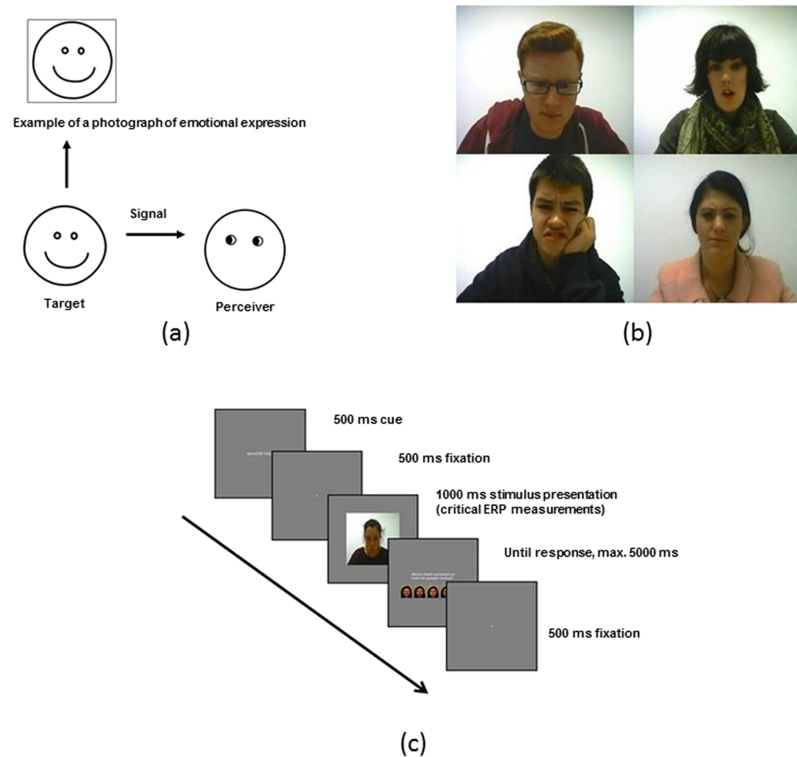 Example of a photograph of emotional expression
Signal
Target
Perceiver
(a)
(b)
500 ms cue
500 ms fixation
1000 ms stimulus presentation
(critical ERP measurements)
Until response, max. 5000 ms
500 ms fixation
(c)